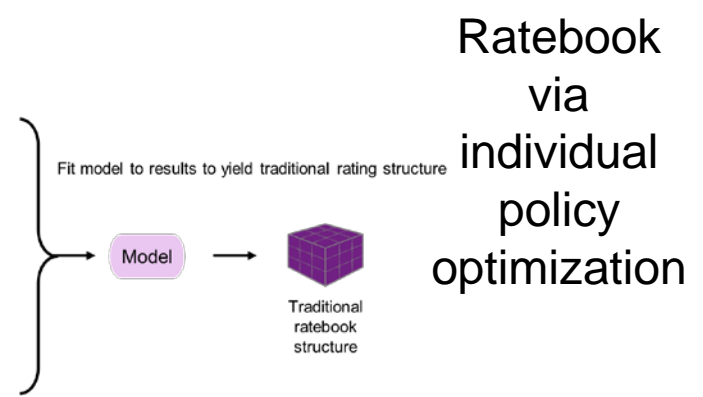 Ratebook
via
individual
policy
optimization
Fit model to results to yield traditional rating structure
Model
Traditional
ratebook
structure